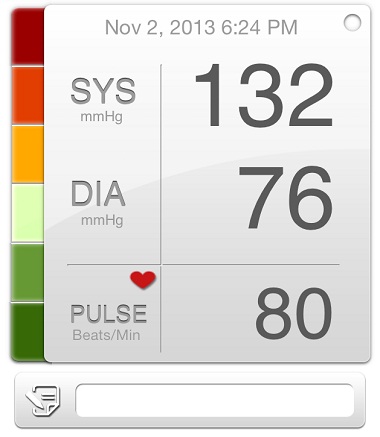 Nov 2, 2013 6:24 PM
SYS 132
mmHg
DIA 76
mmHg
PULSE 80
Beats/Min